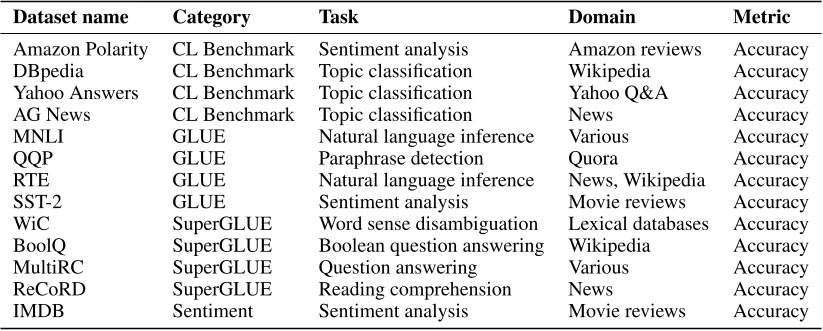 Dataset name Category Task Domain Metric
Amazon Polarity CL Benchmark Sentiment analysis Amazon reviews Accuracy
DBpedia CL Benchmark Topic classification Wikipedia Accuracy
Yahoo Answers CL Benchmark Topic classification Yahoo Q&A Accuracy
AG News CL Benchmark Topic classification News Accuracy
MNLI GLUE Natural language inference Various Accuracy
QQP GLUE Paraphrase detection Quora Accuracy
RTE GLUE Natural language inference News, Wikipedia Accuracy
SST-2 GLUE Sentiment analysis Movie reviews Accuracy
WiC SuperGLUE Word sense disambiguation Lexical databases Accuracy
BoolQ SuperGLUE Boolean question answering Wikipedia Accuracy
MultiRC SuperGLUE Question answering Various Accuracy
ReCoRD SuperGLUE Reading comprehension News Accuracy
IMDB Sentiment Sentiment analysis Movie reviews Accuracy